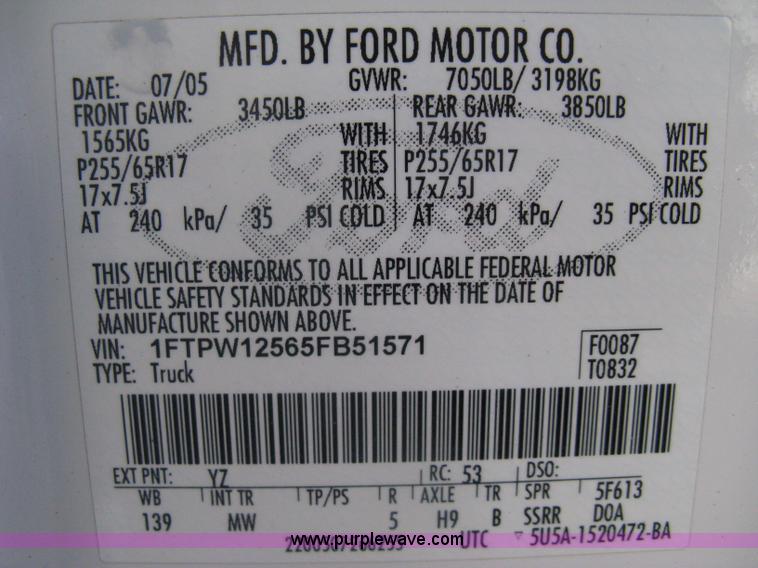 MFD. BY FORD MOTOR CO.
DATE: 07/05 GVWR: 7050LB/ 3198KG
FRONT GAWR: 3450LB REAR GAWR: 3850LB
1565KG WITH 1746KG WITH
P255/65R17 TIRES P255/65R17 TIRES
17x7.5J RIMS 17x7.5J RIMS
AT 240 kPa/ 35 PSI COLD AT 240 kPa/ 35 PSI COLD
Ford
THIS VEHICLE CONFORMS TO ALL APPLICABLE FEDERAL MOTOR
VEHICLE SAFETY STANDARDS IN EFFECT ON THE DATE OF
MANUFACTURE SHOWN ABOVE.
VIN: 1FTPW12565FB51571 F0087
TYPE: Truck T0832
EXT PNT: YZ RC: 53 DSO:
WB INT TR TP/PS R AXLE TR SPR 5F613
139 MW 5 H9 B SSRR DOA
www.purplewave.com
UTC 5U5A-1520472-BA